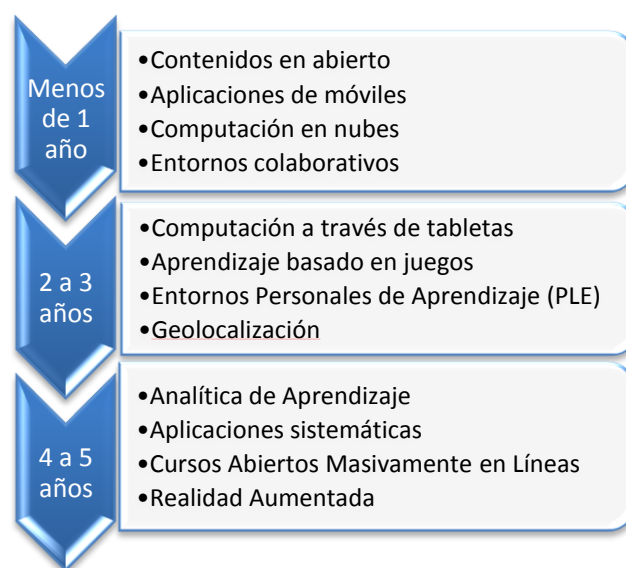 Menos
de 1
año
•Contenidos en abierto
•Aplicaciones de móviles
•Computación en nubes
•Entornos colaborativos
2 a 3
años
•Computación a través de tabletas
•Aprendizaje basado en juegos
•Entornos Personales de Aprendizaje (PLE)
•Geolocalización
4 a 5
años
•Analítica de Aprendizaje
•Aplicaciones sistemáticas
•Cursos Abiertos Masivamente en Líneas
•Realidad Aumentada